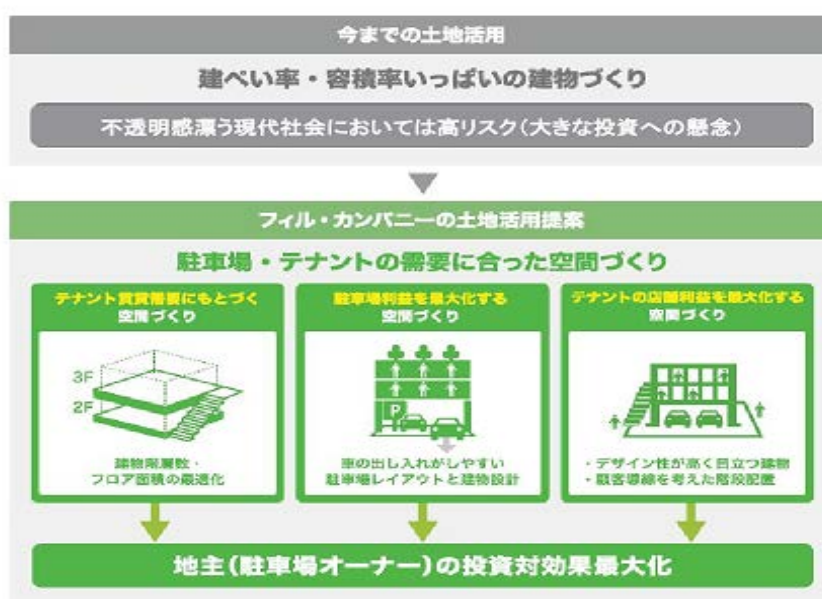 今までの土地活用
建ぺい率・容積率いっぱいの建物づくり
不透明感漂う現代社会においては高リスク(大きな投資への懸念)
フィル・カンパニーの土地活用提案
駐車場・テナントの需要に合った空間づくり
テナント賃貸需要にもとづく
空間づくり
3F
2F
建物階層数・
フロア面積の最適化
駐車場利益を最大化する
空間づくり
P
車の出し入れがしやすい
駐車場レイアウトと建物設計
テナントの店舗利益を最大化する
空間づくり
・デザイン性が高く目立つ建物
・顧客導線を考えた階段配置
地主(駐車場オーナー)の投資対効果最大化